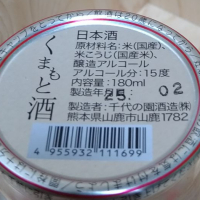 日本酒
原材料名:米(国産)、
米こうじ(国産米)、
醸造アルコール
アルコール分:15度
内容量:180ml
製造年月 25. 02
製造者:千代の園酒造(株)
熊本県山鹿市山鹿1782
くまもと酒
4 955932 111699